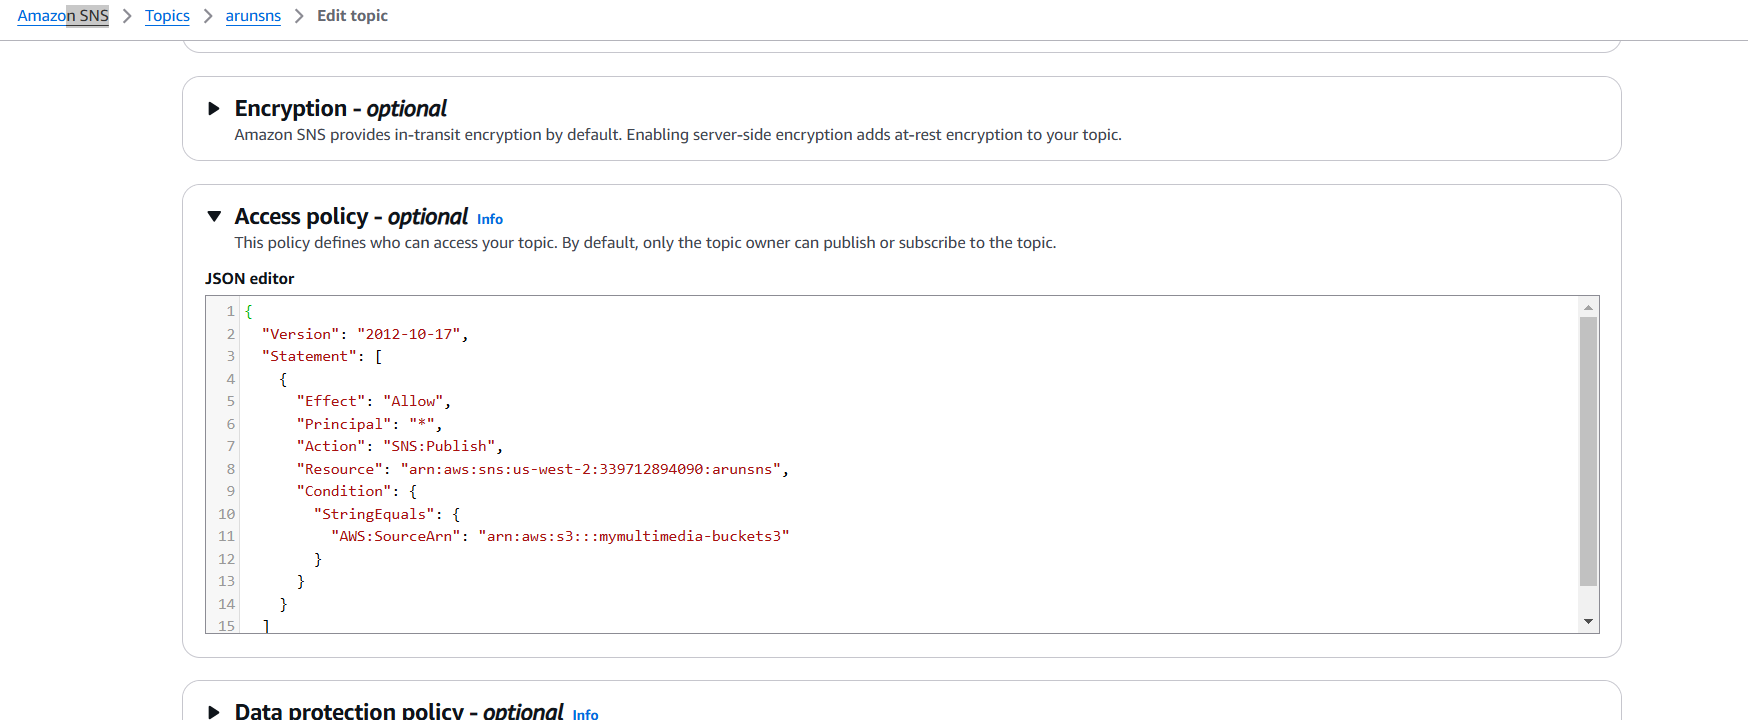 Amazon SNS > Topics > arunsns > Edit topic
Encryption - optional
Amazon SNS provides in-transit encryption by default. Enabling server-side encryption adds at-rest encryption to your topic.
Access policy - optional Info
This policy defines who can access your topic. By default, only the topic owner can publish or subscribe to the topic.
JSON editor
1 {
2 "Version": "2012-10-17",
3 "Statement": [
4 {
5 "Effect": "Allow",
6 "Principal": "*",
7 "Action": "SNS:Publish",
8 "Resource": "arn:aws:sns:us-west-2:339712894090:arunsns",
9 "Condition": {
10 "StringEquals": {
11 "AWS:SourceArn": "arn:aws:s3:::mymultimedia-buckets3"
12 }
13 }
14 }
15 ]
Data protection policy - optional Info